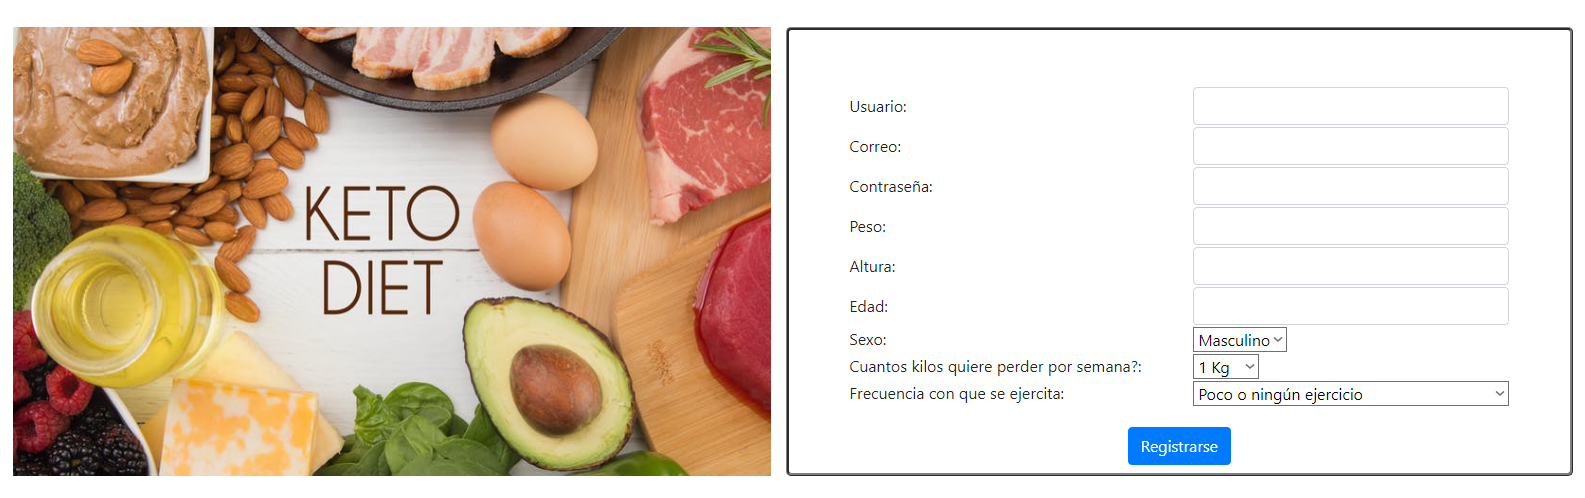 KETO
DIET
Usuario:
Correo:
Contraseña:
Peso:
Altura:
Edad:
Sexo: Masculino
Cuantos kilos quiere perder por semana?: 1 Kg
Frecuencia con que se ejercita: Poco o ningún ejercicio
Registrarse